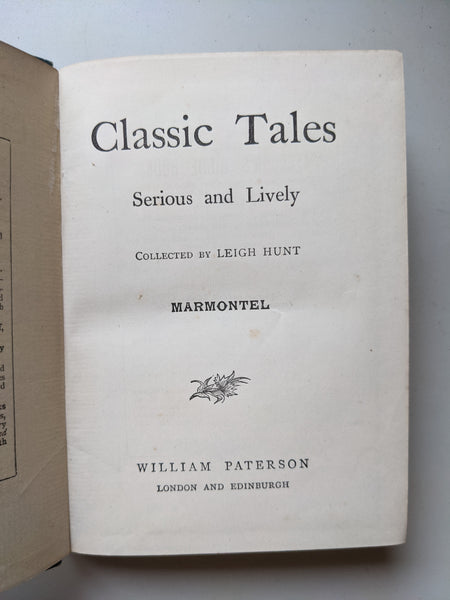 Classic Tales
Serious and Lively
COLLECTED BY LEIGH HUNT
MARMONTEL
WILLIAM PATERSON
LONDON AND EDINBURGH